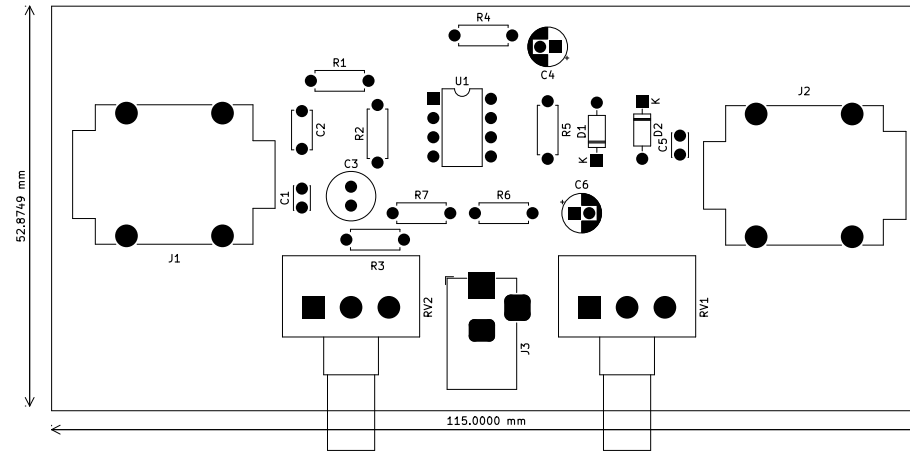 R4
C4
R1
U1
J2
K
C2
R2
R5
D1
D2
C5
K
C3
C1
R7
R6
C6
52.8749 mm
J1
R3
RV2
J3
RV1
115.0000 mm